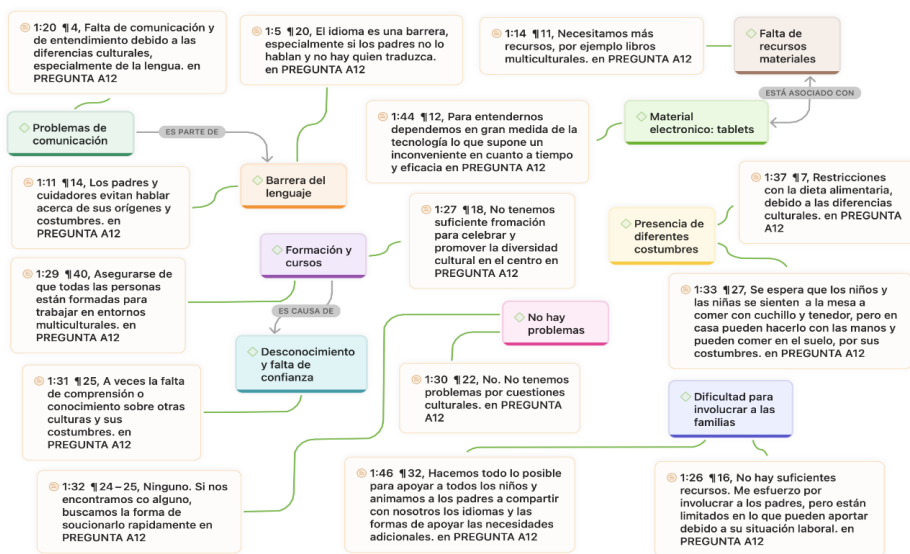 1:20 ¶4, Falta de comunicación y
de entendimiento debido a las
diferencias culturales,
especialmente de la lengua. en
PREGUNTA A12
1:5 ¶20, El idioma es una barrera,
especialmente si los padres no lo
hablan y no hay quien traduzca.
en PREGUNTA A12
1:14 ¶11, Necesitamos más
recursos, por ejemplo libros
multiculturales. en PREGUNTA A12
Falta de
recursos
materiales
ESTÁ ASOCIADO CON
Problemas de
comunicación
ES PARTE DE
1:44 ¶12, Para entendernos
dependemos en gran medida de la
tecnología lo que supone un
inconveniente en cuanto a tiempo
y eficacia en PREGUNTA A12
Material
electronico: tablets
1:11 ¶14, Los padres y
cuidadores evitan hablar
acerca de sus orígenes y
costumbres. en
PREGUNTA A12
Barrera del
lenguaje
1:37 ¶7, Restricciones
con la dieta alimentaria,
debido a las diferencias
culturales. en PREGUNTA
A12
1:27 ¶18, No tenemos
suficiente fromación
para celebrar y
promover la diversidad
cultural en el centro en
PREGUNTA A12
Presencia de
diferentes
costumbres
Formación y
cursos
1:29 ¶40, Asegurarse de
que todas las personas
están formadas para
trabajar en entornos
multiculturales. en
PREGUNTA A12
ES CAUSA DE
No hay
problemas
1:33 ¶27, Se espera que los niños y
las niñas se sienten a la mesa a
comer con cuchillo y tenedor, pero en
casa pueden hacerlo con las manos y
pueden comer en el suelo, por sus
costumbres. en PREGUNTA A12
Desconocimiento
y falta de
confianza
1:31 ¶25, A veces la falta
de comprensión o
conocimiento sobre otras
culturas y sus
costumbres. en
PREGUNTA A12
1:30 ¶22, No. No tenemos
problemas por cuestiones
culturales. en PREGUNTA
A12
Dificultad para
involucrar a las
familias
1:32 ¶24–25, Ninguno. Si nos
encontramos co alguno,
buscamos la forma de
soucionarlo rapidamente en
PREGUNTA A12
1:46 ¶32, Hacemos todo lo posible
para apoyar a todos los niños y
animamos a los padres a compartir
con nosotros los idiomas y las
formas de apoyar las necesidades
adicionales. en PREGUNTA A12
1:26 ¶16, No hay suficientes
recursos. Me esfuerzo por
involucrar a los padres, pero están
limitados en lo que pueden aportar
debido a su situación laboral. en
PREGUNTA A12